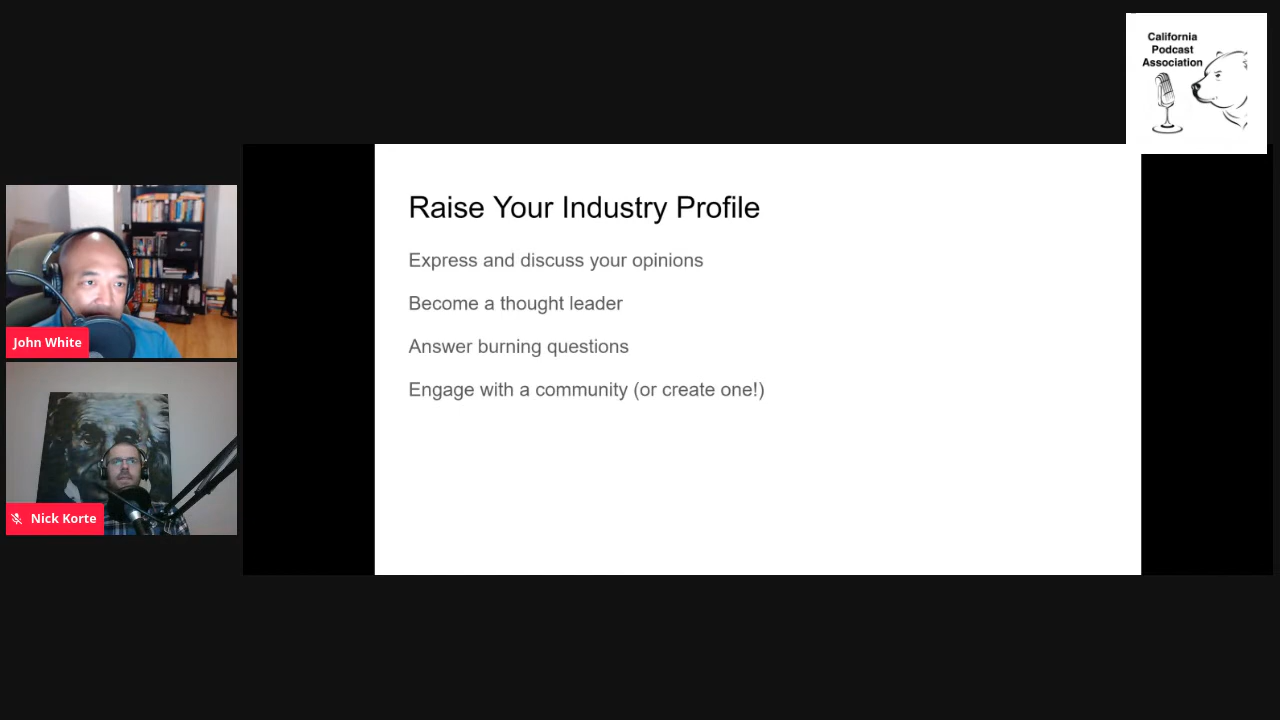 California
Podcast
Association
Raise Your Industry Profile
Express and discuss your opinions
Become a thought leader
Answer burning questions
Engage with a community (or create one!)
John White
Nick Korte